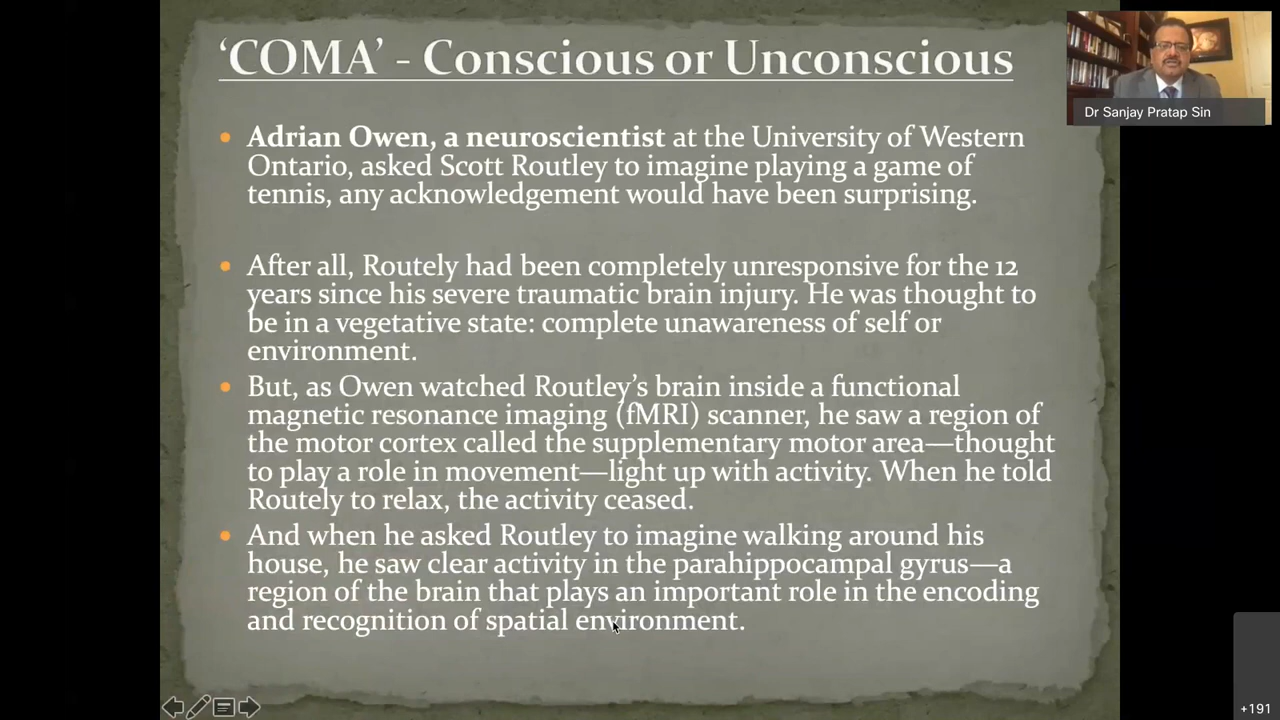 ‘COMA’ - Conscious or Unconscious
Dr Sanjay Pratap Sin
• Adrian Owen, a neuroscientist at the University of Western
Ontario, asked Scott Routley to imagine playing a game of
tennis, any acknowledgement would have been surprising.
• After all, Routely had been completely unresponsive for the 12
years since his severe traumatic brain injury. He was thought to
be in a vegetative state: complete unawareness of self or
environment.
• But, as Owen watched Routley’s brain inside a functional
magnetic resonance imaging (fMRI) scanner, he saw a region of
the motor cortex called the supplementary motor area—thought
to play a role in movement—light up with activity. When he told
Routely to relax, the activity ceased.
• And when he asked Routley to imagine walking around his
house, he saw clear activity in the parahippocampal gyrus—a
region of the brain that plays an important role in the encoding
and recognition of spatial environment.
+191